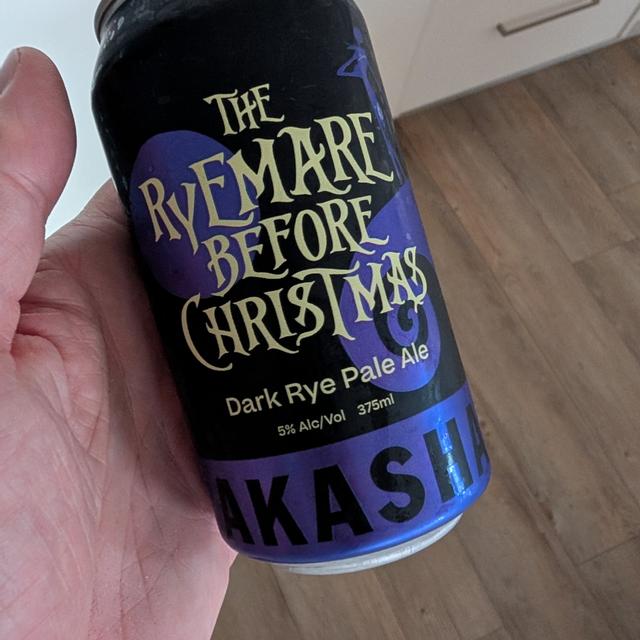 THE
RYEMARE
BEFORE
CHRISTMAS
Dark Rye Pale Ale
5% Alc/Vol 375ml
AKASHA